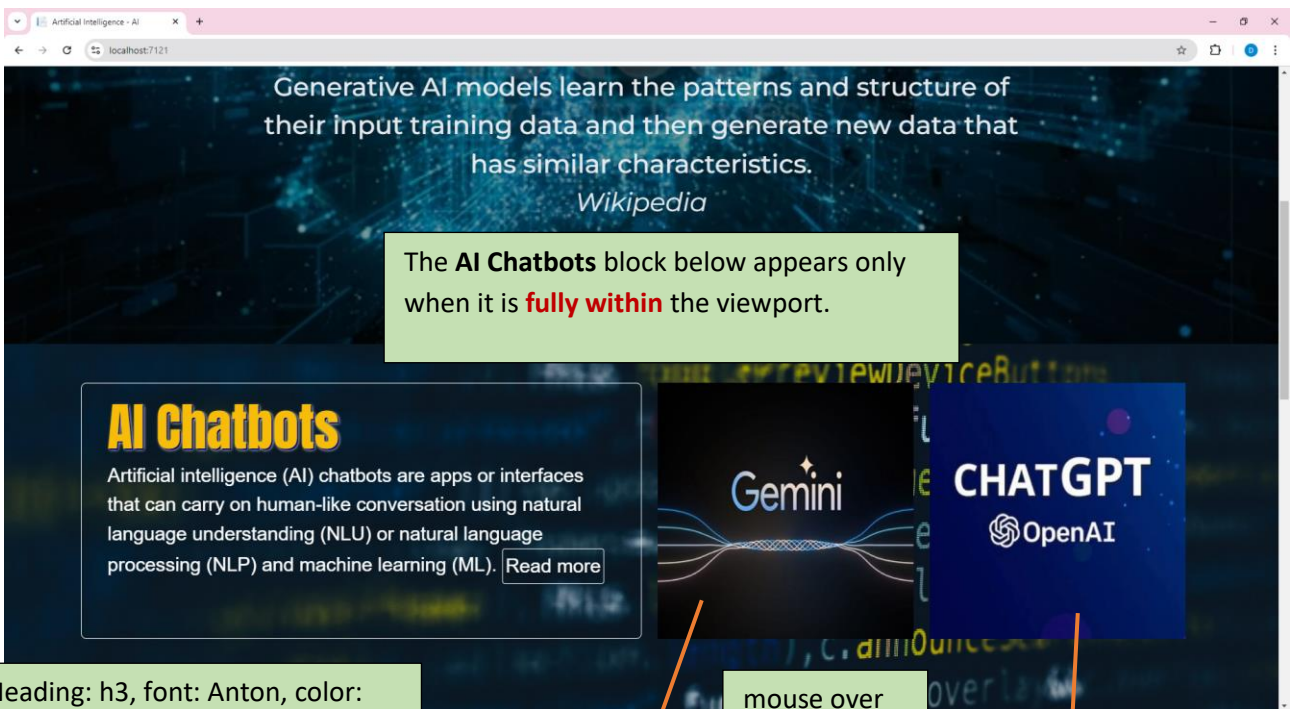 Artificial Intelligence - AI
localhost:7121
Generative AI models learn the patterns and structure of
their input training data and then generate new data that
has similar characteristics.
Wikipedia
The AI Chatbots block below appears only
when it is fully within the viewport.
reviewDeviceButtons
AI Chatbots
Artificial intelligence (AI) chatbots are apps or interfaces
that can carry on human-like conversation using natural
language understanding (NLU) or natural language
processing (NLP) and machine learning (ML). Read more
Gemini
CHATGPT
OpenAI
Heading: h3, font: Anton, color:
mouse over